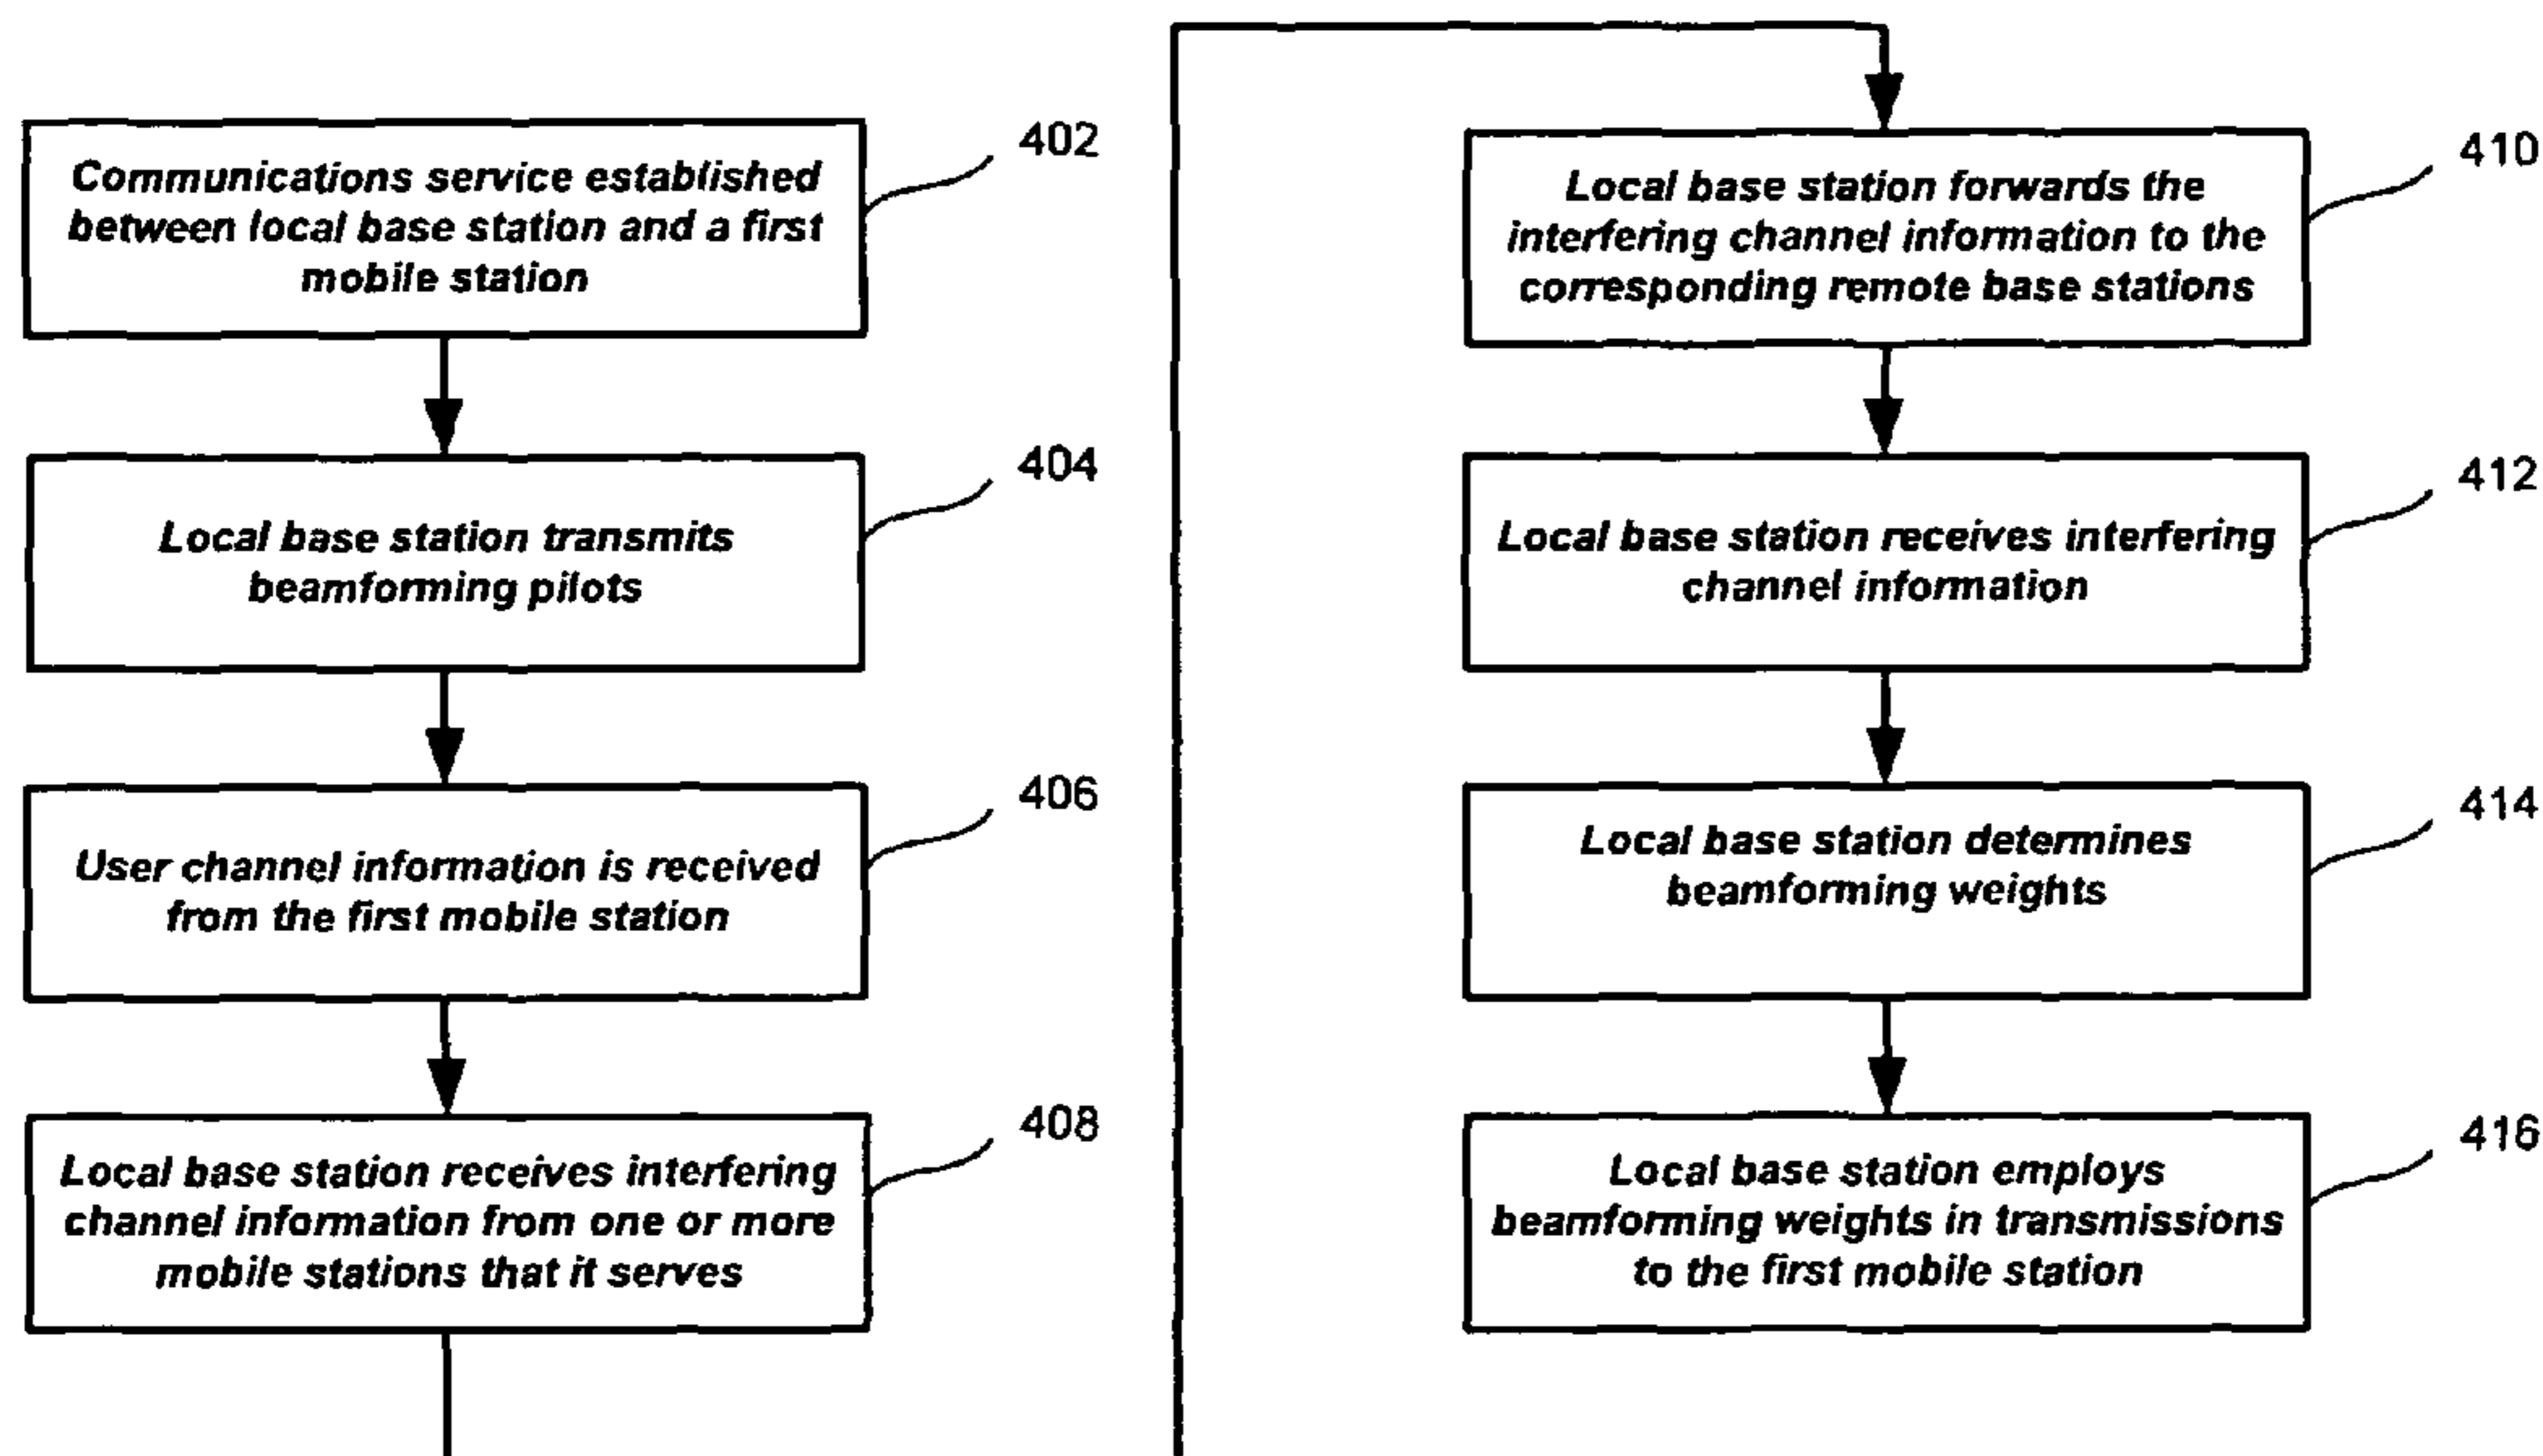 Communications service established
between local base station and a first
mobile station
402
Local base station transmits
beamforming pilots
404
User channel information is received
from the first mobile station
406
Local base station receives interfering
channel information from one or more
mobile stations that it serves
408
Local base station forwards the
interfering channel information to the
corresponding remote base stations
410
Local base station receives interfering
channel information
412
Local base station determines
beamforming weights
414
Local base station employs
beamforming weights in transmissions
to the first mobile station
416